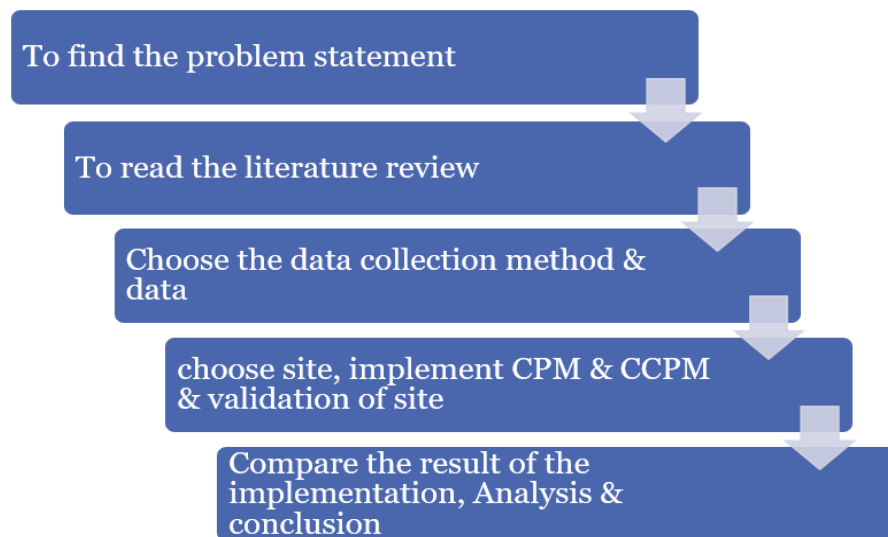 To find the problem statement
To read the literature review
Choose the data collection method &
data
choose site, implement CPM & CCPM
& validation of site
Compare the result of the
implementation, Analysis &
conclusion